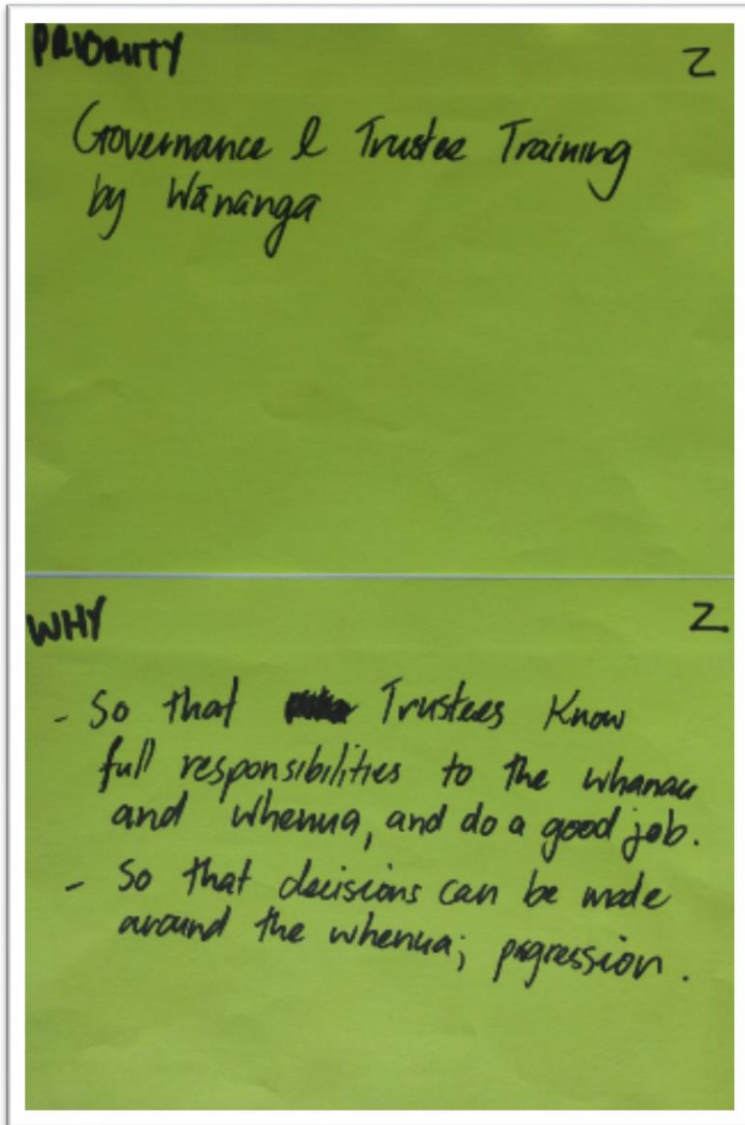 PRIORITY 2
Governance & Trustee Training
by Wānanga
WHY 2
- So that Trustees Know
full responsibilities to the whanau
and whenua, and do a good job.
- So that decisions can be made
around the whenua; progression.